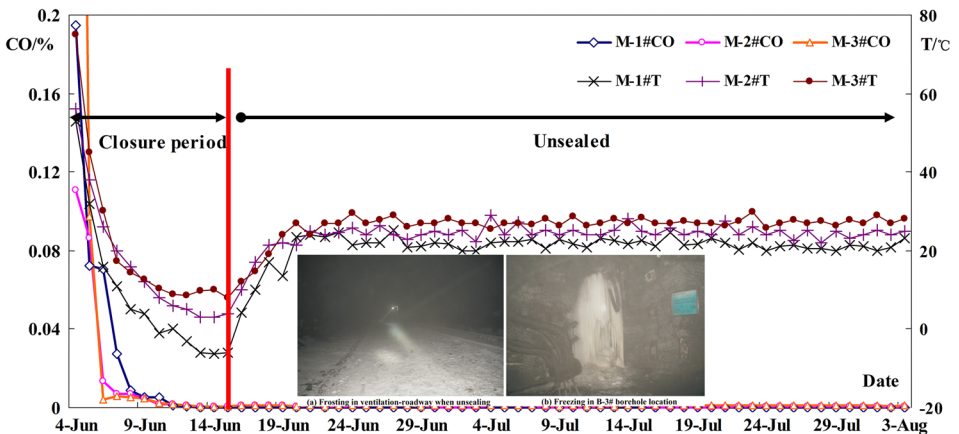 0.2
0.16
0.12
0.08
0.04
0
CO/%
M-1#CO M-2#CO M-3#CO
M-1#T M-2#T M-3#T
T/℃
80
60
40
20
0
-20
Closure period
Unsealed
(a) Frosting in ventilation-roadway when unsealing
(b) Freezing in B-3# borehole location
Date
4-Jun 9-Jun 14-Jun 19-Jun 24-Jun 29-Jun 4-Jul 9-Jul 14-Jul 19-Jul 24-Jul 29-Jul 3-Aug